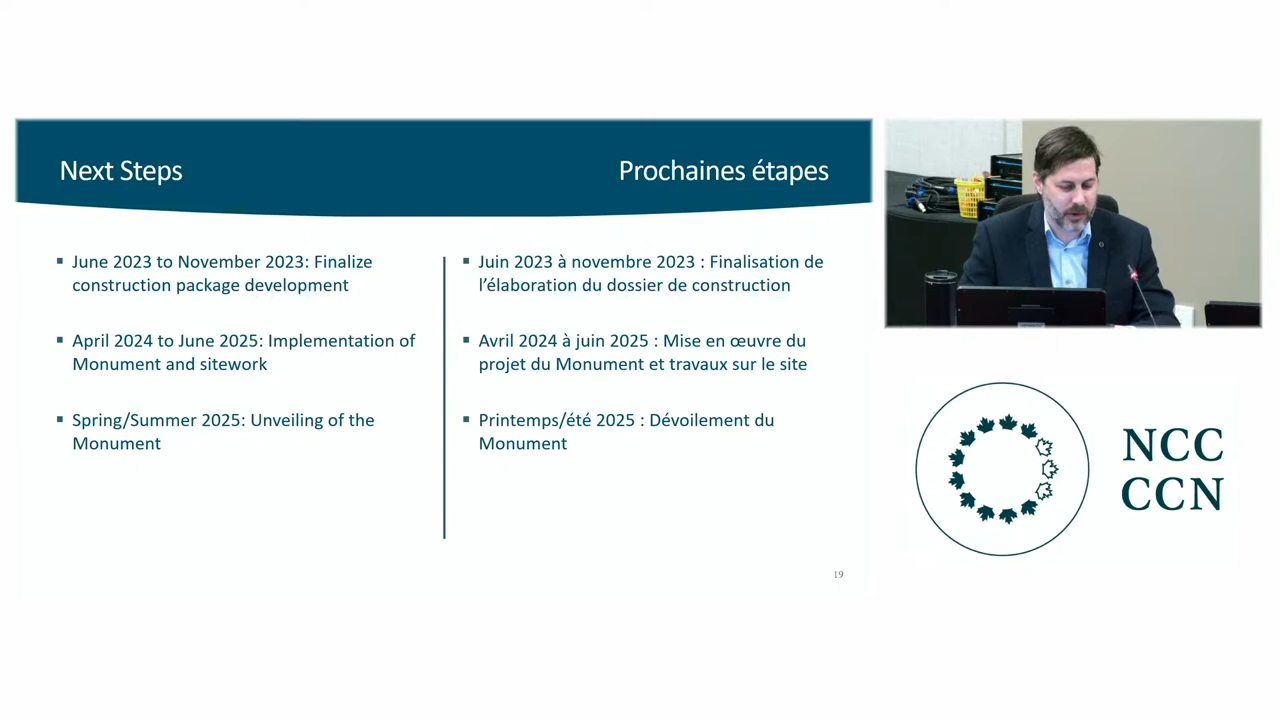 Next Steps
Prochaines étapes
▪ June 2023 to November 2023: Finalize
construction package development
▪ April 2024 to June 2025: Implementation of
Monument and sitework
▪ Spring/Summer 2025: Unveiling of the
Monument
▪ Juin 2023 à novembre 2023 : Finalisation de
l’élaboration du dossier de construction
▪ Avril 2024 à juin 2025 : Mise en œuvre du
projet du Monument et travaux sur le site
▪ Printemps/été 2025 : Dévoilement du
Monument
19
NCC
CCN